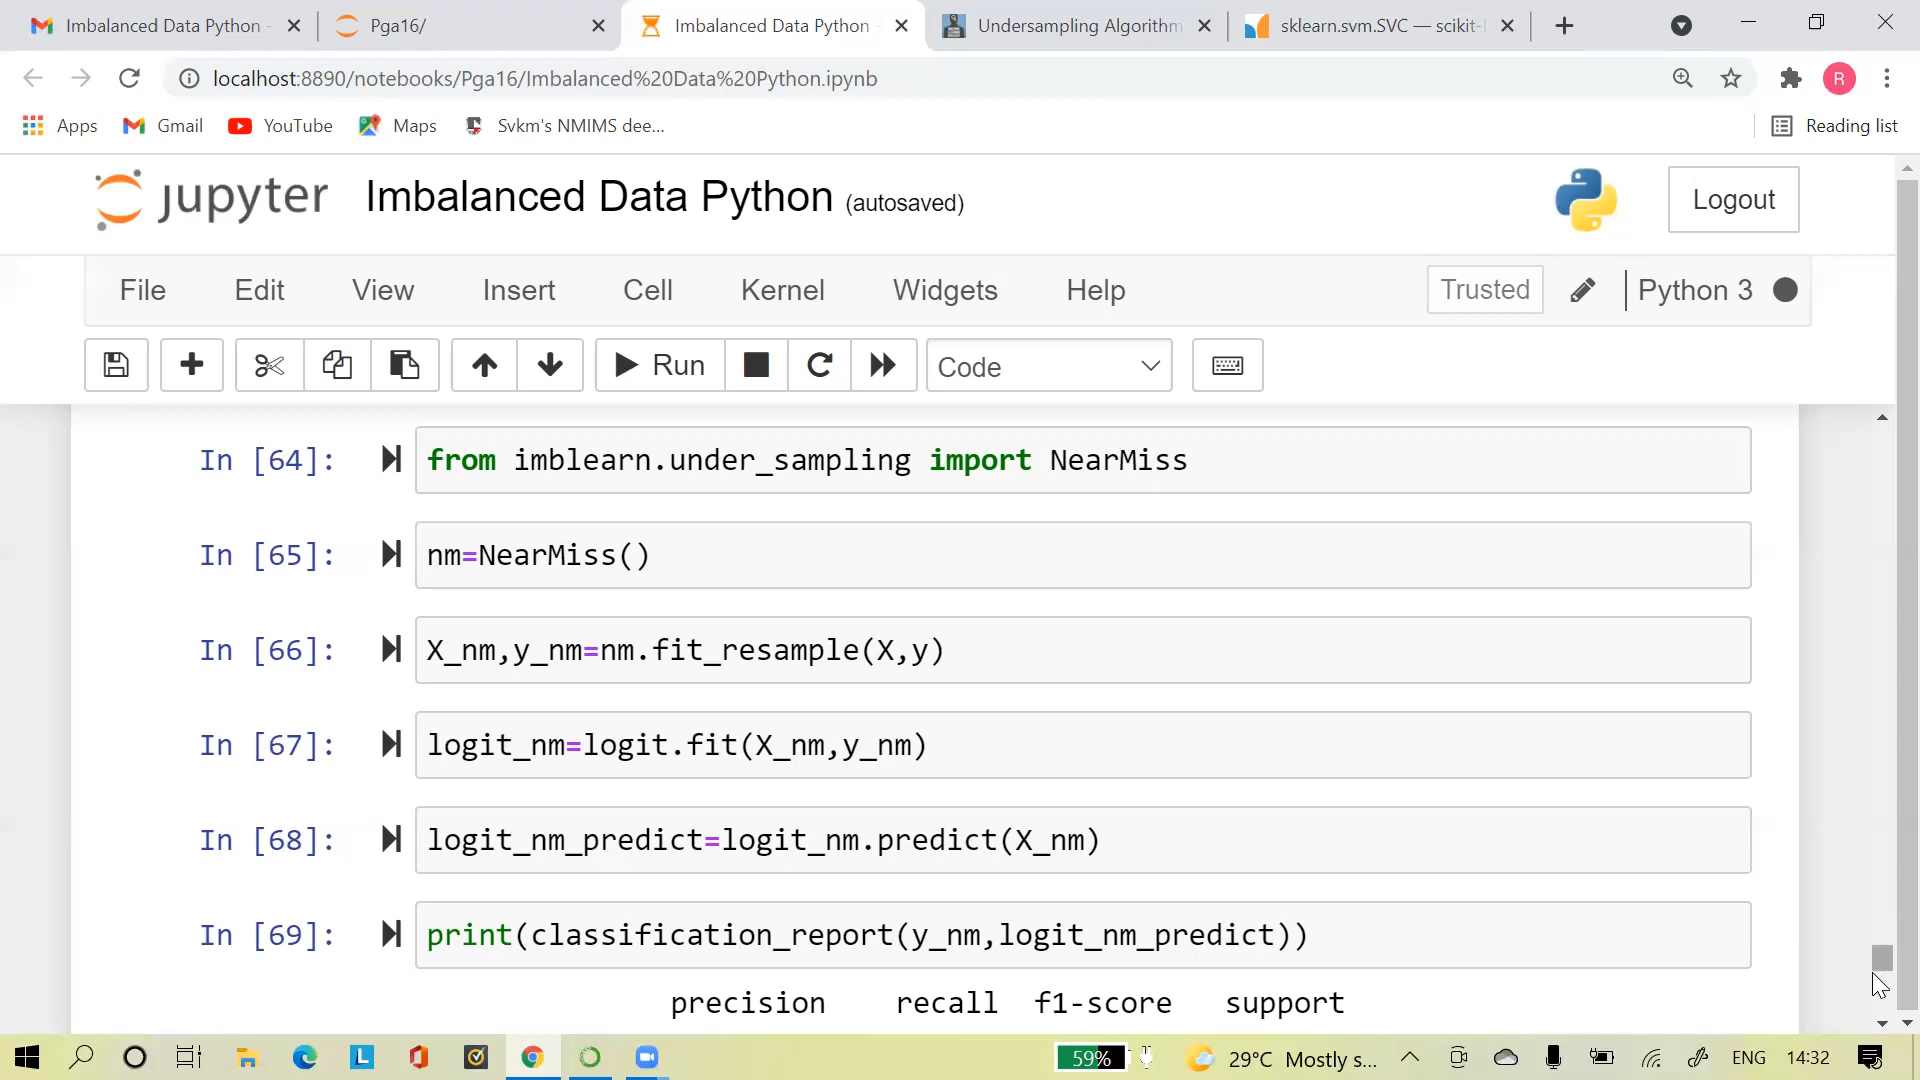 Imbalanced Data Python -
Pga16/
Imbalanced Data Python -
Undersampling Algorithm
sklearn.svm.SVC — scikit-l
localhost:8890/notebooks/Pga16/Imbalanced%20Data%20Python.ipynb
R
Apps
Gmail
YouTube
Maps
Svkm's NMIMS dee...
Reading list
jupyter
Imbalanced Data Python (autosaved)
Logout
File Edit View Insert Cell Kernel Widgets Help
Trusted
Python 3
Run
Code
In [64]: from imblearn.under_sampling import NearMiss
In [65]: nm=NearMiss()
In [66]: X_nm,y_nm=nm.fit_resample(X,y)
In [67]: logit_nm=logit.fit(X_nm,y_nm)
In [68]: logit_nm_predict=logit_nm.predict(X_nm)
In [69]: print(classification_report(y_nm,logit_nm_predict))
precision recall f1-score support
L
59%
29°C Mostly s...
ENG
14:32